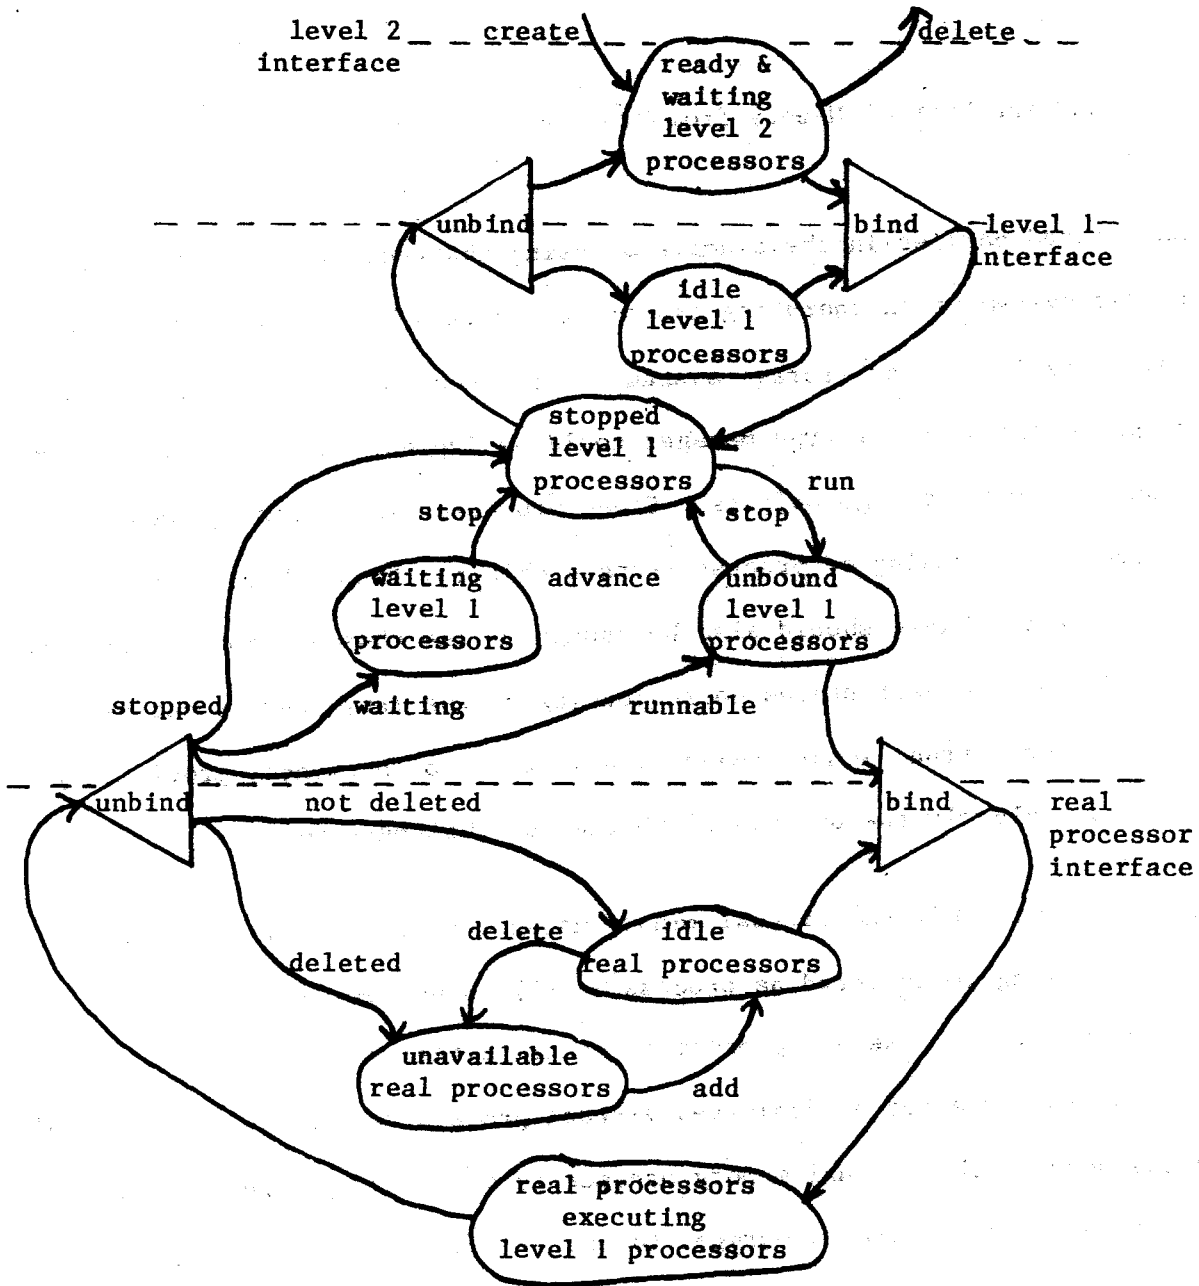 level 2
interface
create
delete
ready &
waiting
level 2
processors
unbind
bind
level 1
interface
idle
level 1
processors
stopped
level 1
processors
run
stop
stop
waiting
level 1
processors
advance
unbound
level 1
processors
stopped
waiting
runnable
unbind
not deleted
bind
real
processor
interface
delete
idle
real processors
deleted
unavailable
real processors
add
real processors
executing
level 1 processors